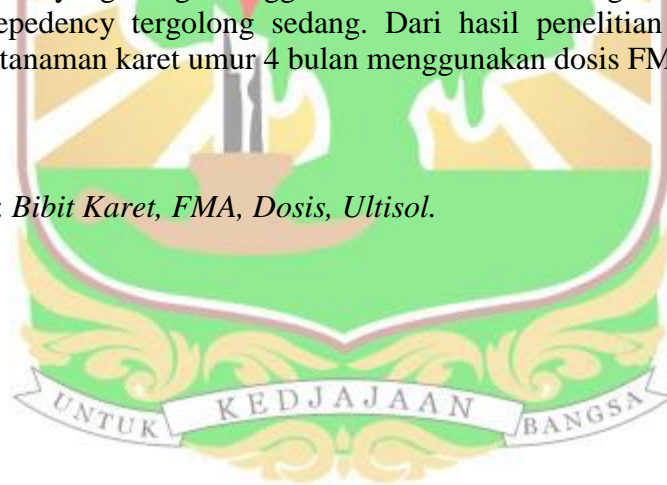 epedency tergolong sedang. Dari hasil penelitian
tanaman karet umur 4 bulan menggunakan dosis FM
: Bibit Karet, FMA, Dosis, Ultisol.
UNTUK KEDJAJAAN BANGSA